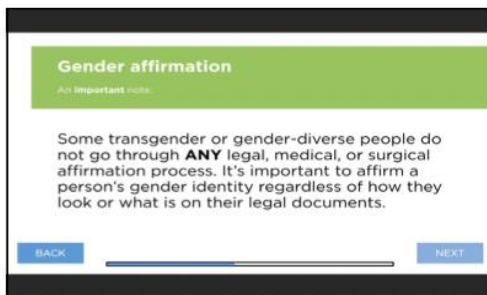 Gender affirmation
An important note:
Some transgender or gender-diverse people do
not go through ANY legal, medical, or surgical
affirmation process. It's important to affirm a
person's gender identity regardless of how they
look or what is on their legal documents.
BACK
NEXT